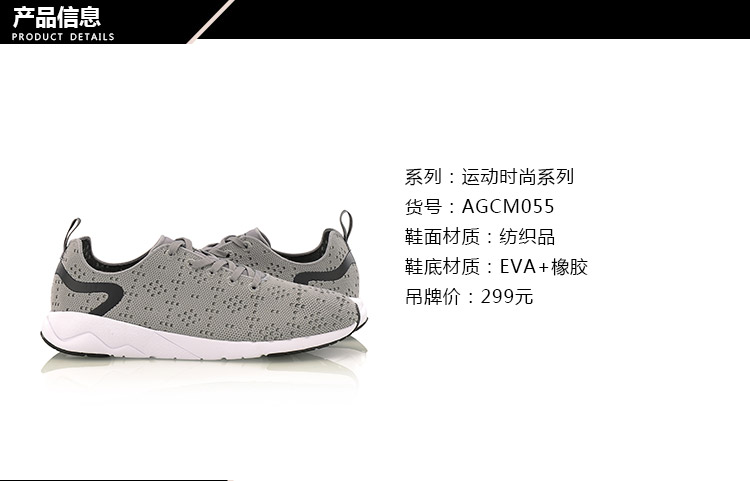 产品信息
PRODUCT DETAILS
系列：运动时尚系列
货号：AGCM055
鞋面材质：纺织品
鞋底材质：EVA+橡胶
吊牌价：299元